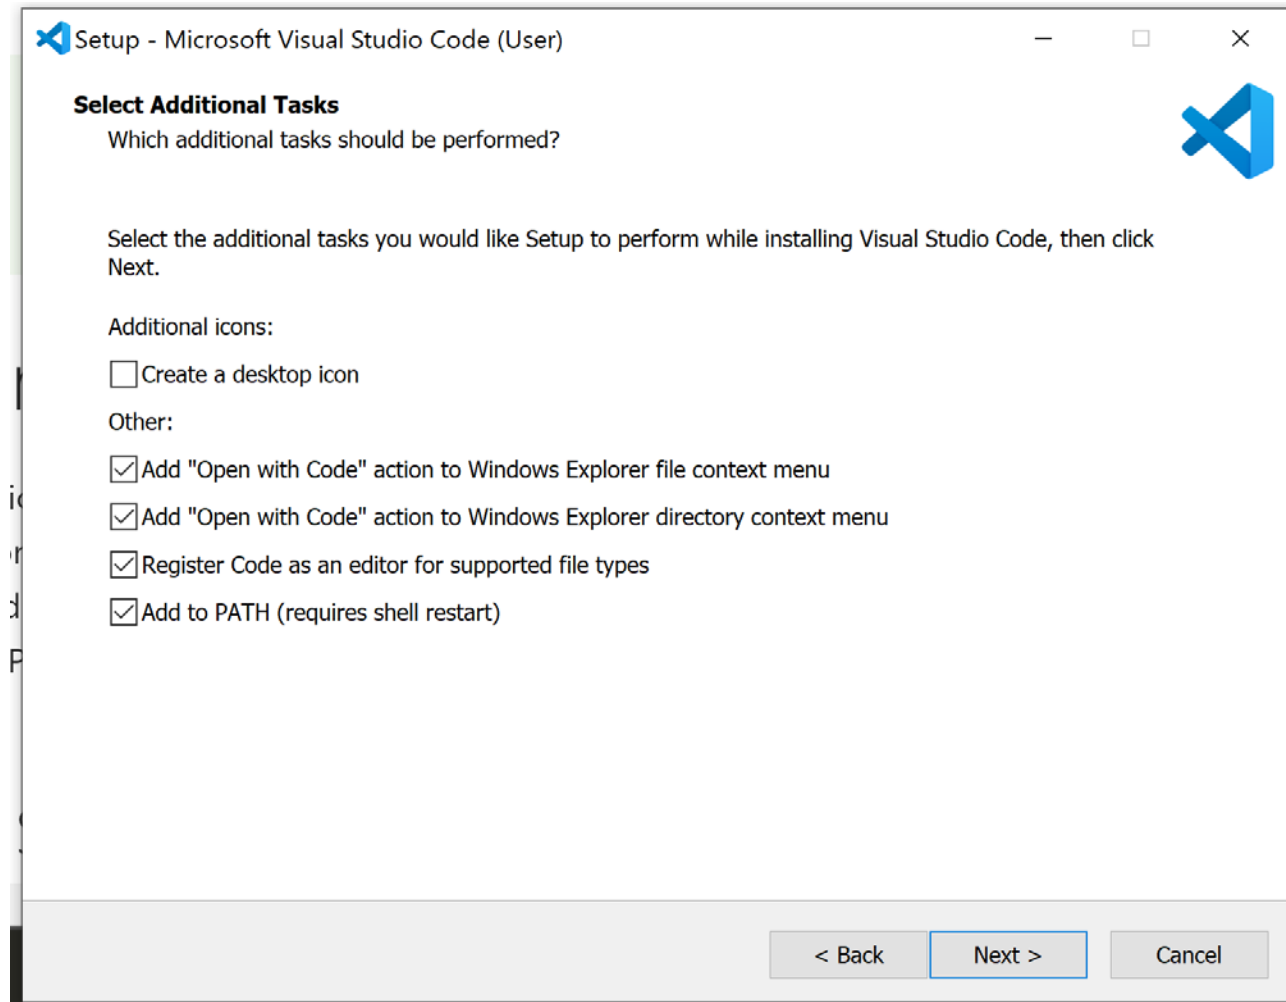 Setup - Microsoft Visual Studio Code (User)
Select Additional Tasks
Which additional tasks should be performed?
Select the additional tasks you would like Setup to perform while installing Visual Studio Code, then click
Next.
Additional icons:
Create a desktop icon
Other:
Add "Open with Code" action to Windows Explorer file context menu
Add "Open with Code" action to Windows Explorer directory context menu
Register Code as an editor for supported file types
Add to PATH (requires shell restart)
< Back
Next >
Cancel